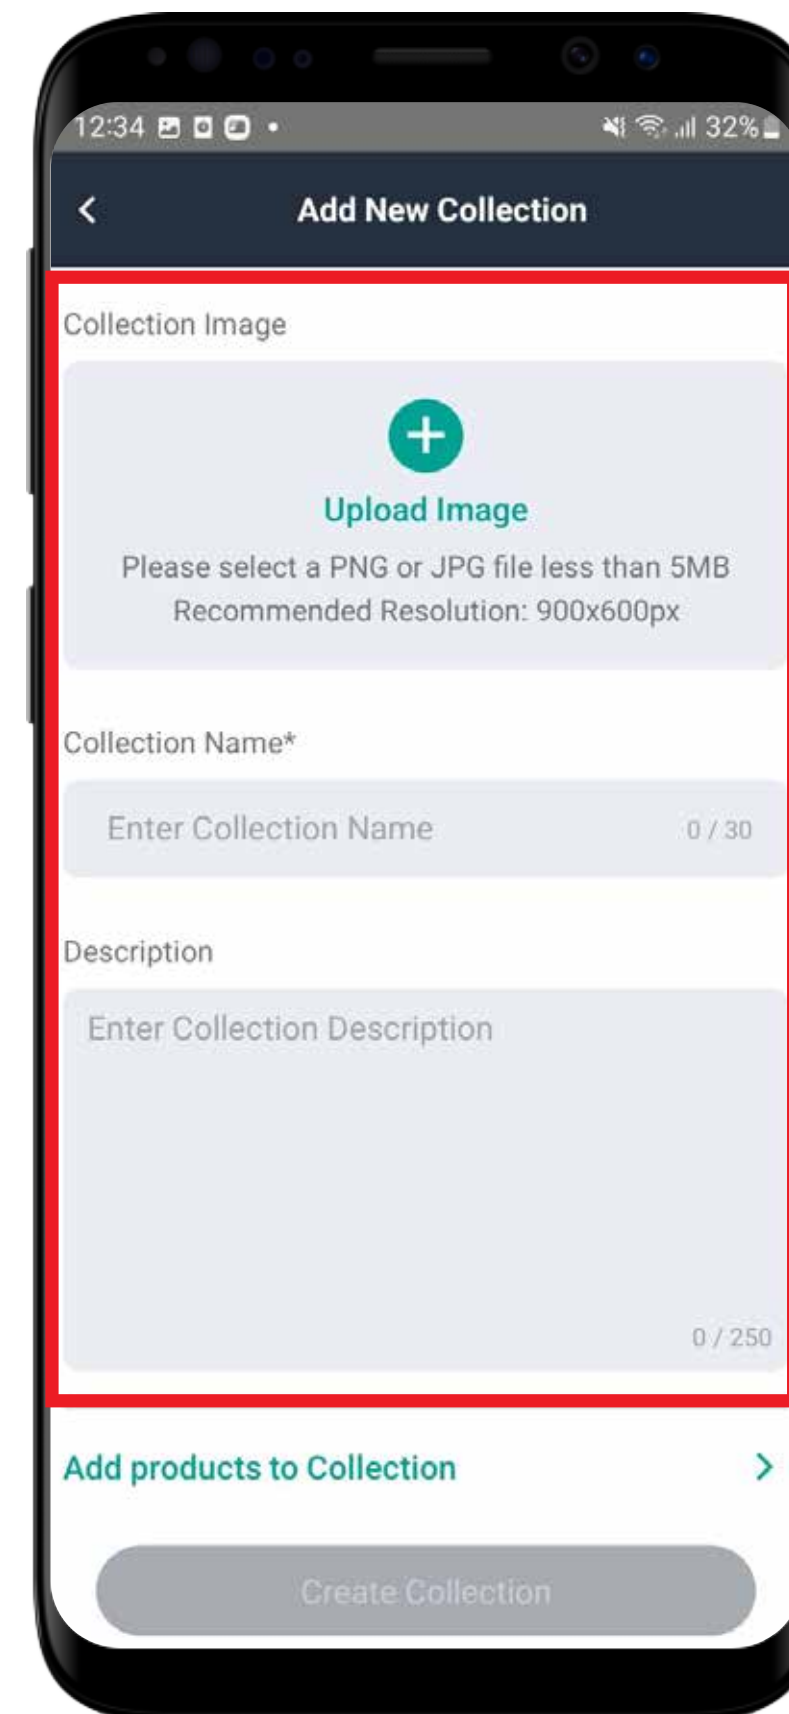 12:34
32%
Add New Collection
Collection Image
Upload Image
Please select a PNG or JPG file less than 5MB
Recommended Resolution: 900x600px
Collection Name*
Enter Collection Name 0 / 30
Description
Enter Collection Description
0 / 250
Add products to Collection
Create Collection